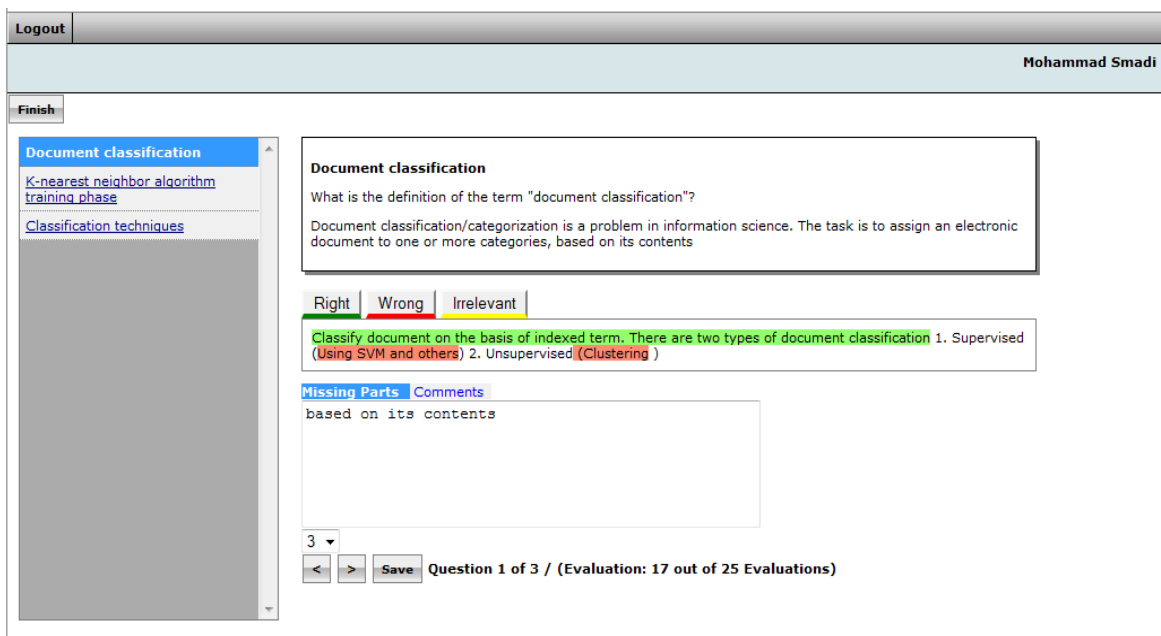 Logout
Mohammad Smadi
Finish
Document classification
K-nearest neighbor algorithm
training phase
Classification techniques
Document classification
What is the definition of the term "document classification"?
Document classification/categorization is a problem in information science. The task is to assign an electronic
document to one or more categories, based on its contents
Right Wrong Irrelevant
Classify document on the basis of indexed term. There are two types of document classification 1. Supervised
(Using SVM and others) 2. Unsupervised (Clustering )
Missing Parts Comments
based on its contents
3
< > Save Question 1 of 3 / (Evaluation: 17 out of 25 Evaluations)